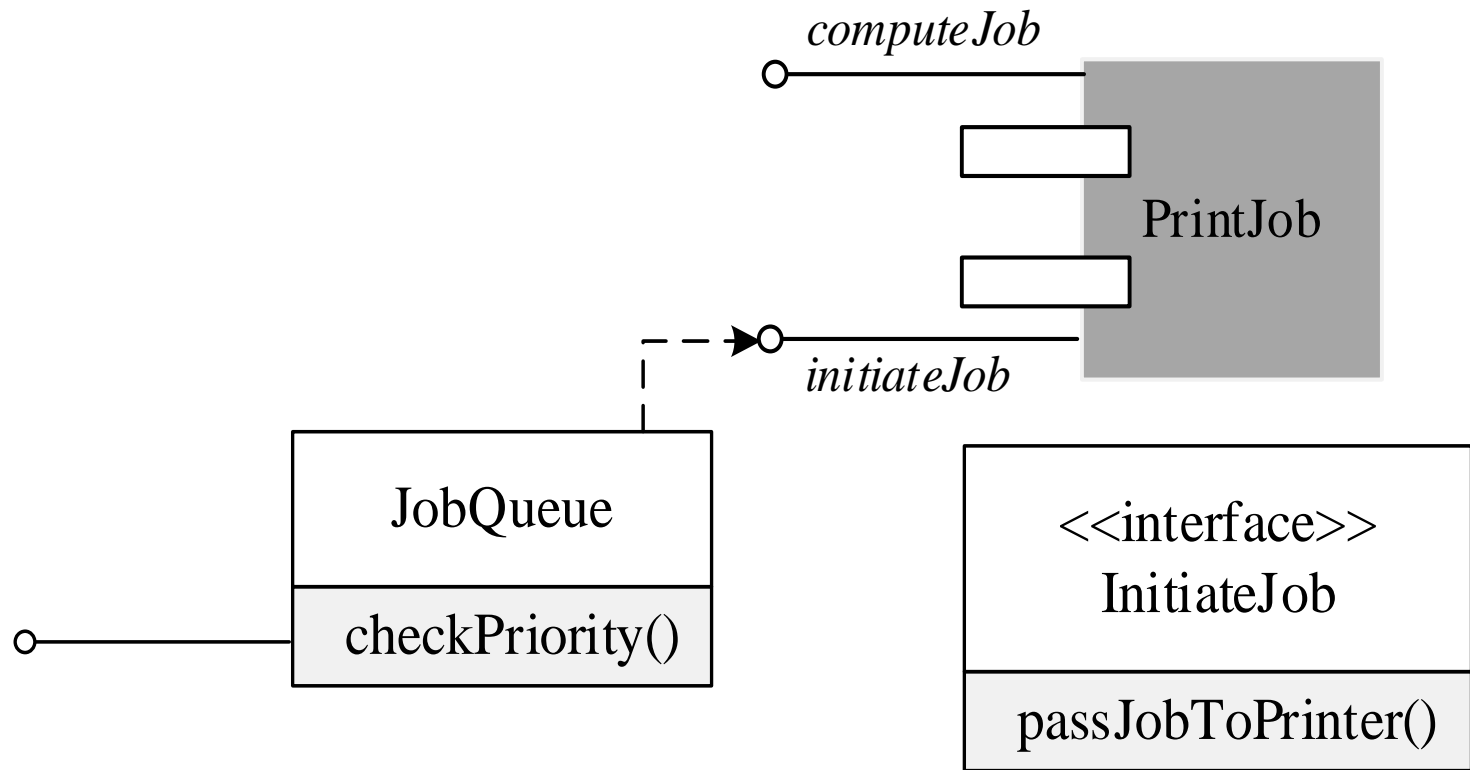 computeJob
PrintJob
initiateJob
JobQueue
checkPriority()
<<interface>>
InitiateJob
passJobToPrinter()